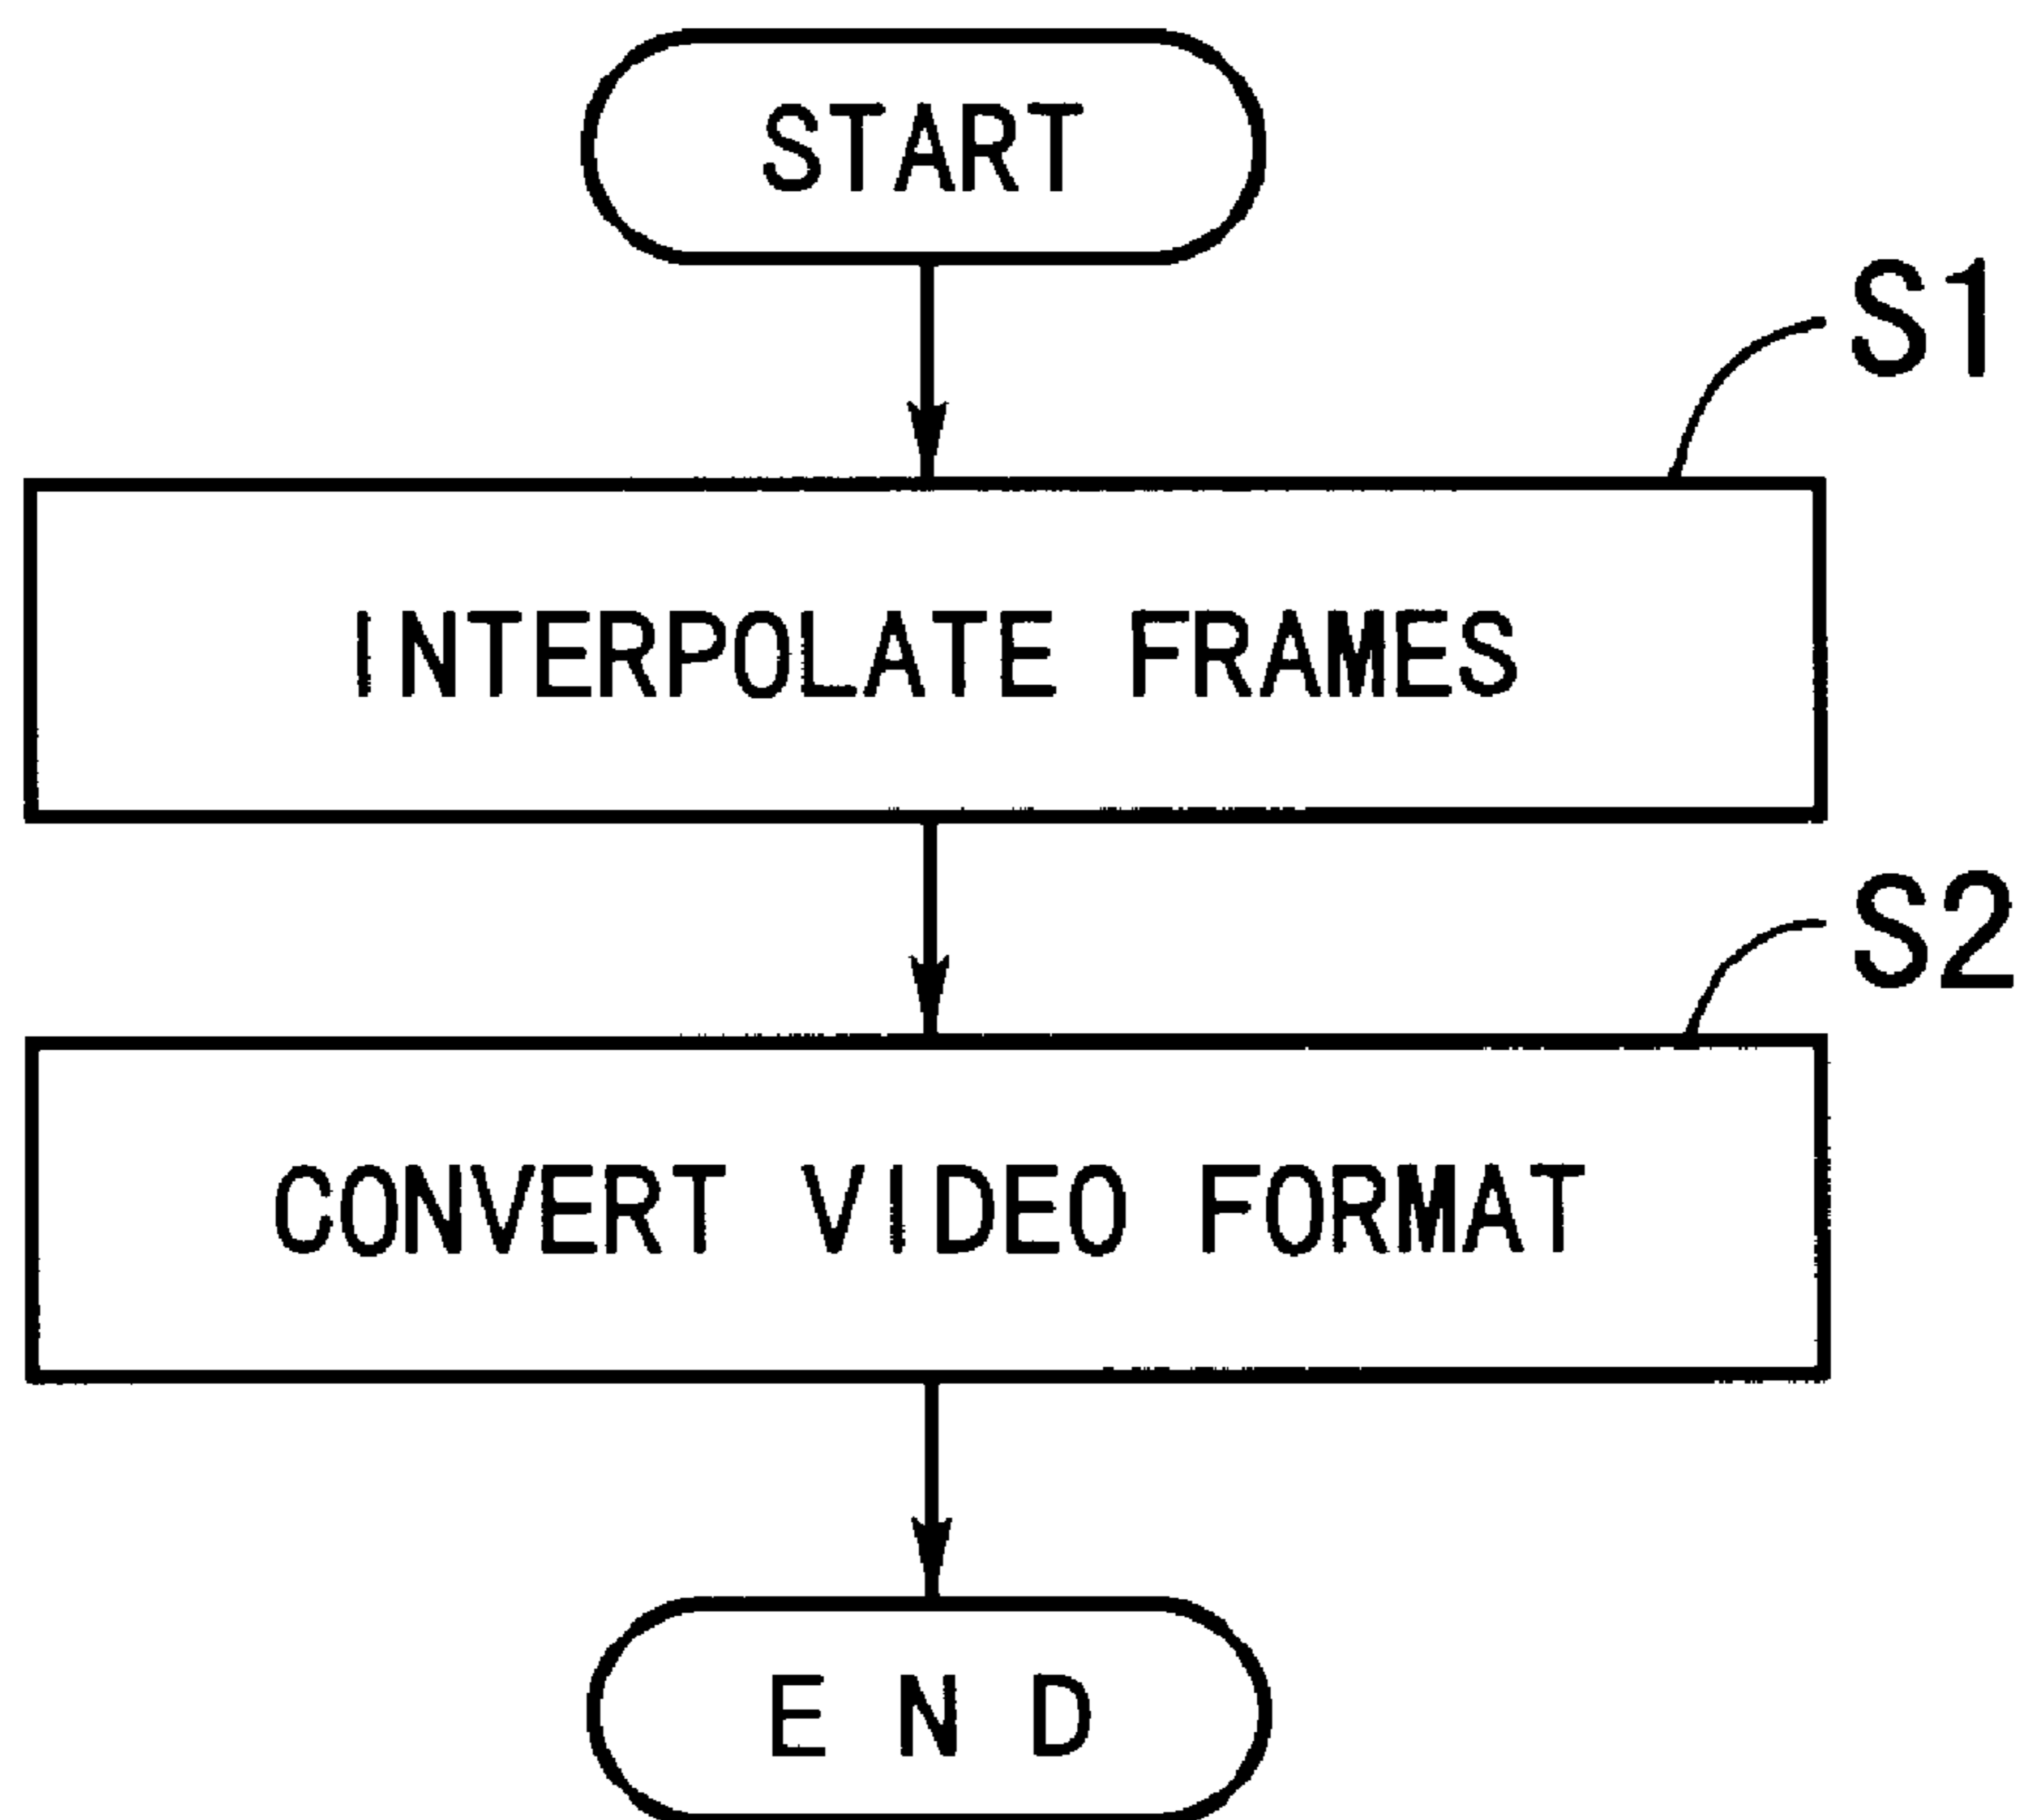 START
S1
INTERPOLATE FRAMES
S2
CONVERT VIDEO FORMAT
END